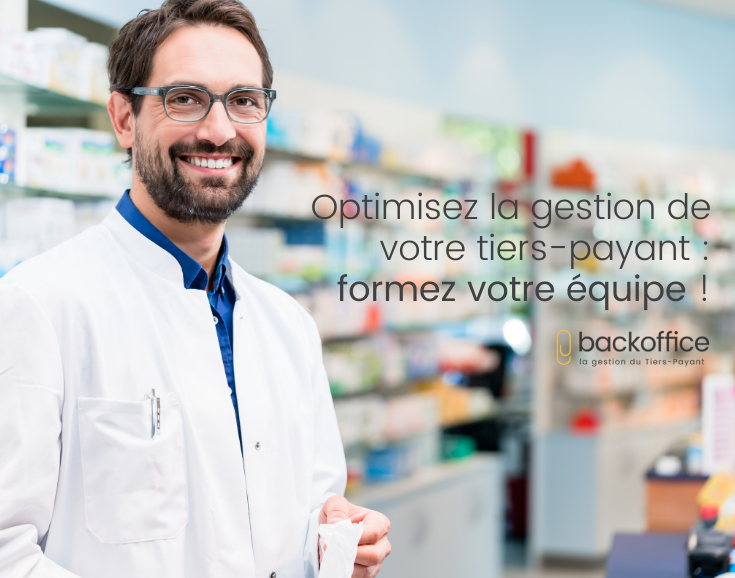 Optimisez la gestion de
votre tiers-payant :
formez votre équipe !
backoffice
la gestion du Tiers-Payant